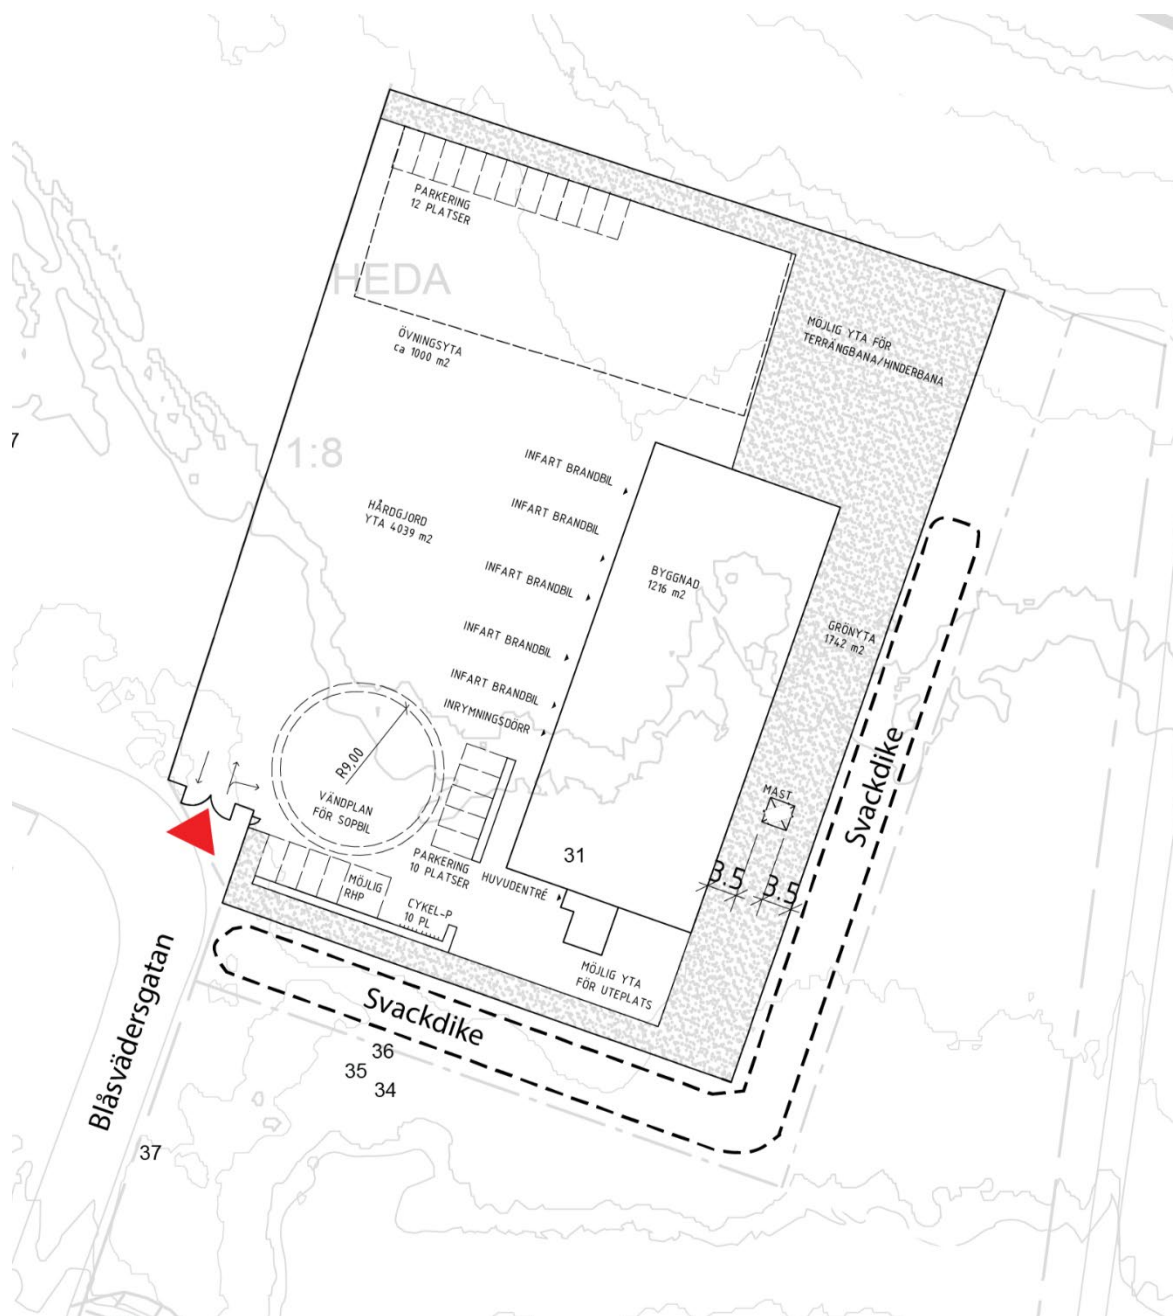 PARKERING
12 PLATSER
HEDA
ÖVNINGSYTA
ca 1000 m2
MÖJLIG YTA FÖR
TERRÄNGBANA/HINDERBANA
7
1:8
INFART BRANDBIL
INFART BRANDBIL
HÅRDGJORD
YTA 4039 m2
INFART BRANDBIL
BYGGNAD
1216 m2
INFART BRANDBIL
GRÖNYTA
1742 m2
INFART BRANDBIL
INRYMNINGSDÖRR
R9,00
VÄNDPLAN
FÖR SOPBIL
MAST
Svackdike
31
PARKERING
10 PLATSER
HUVUDENTRÉ
3.5
3.5
MÖJLIG
RHP
CYKEL-P
10 PL
MÖJLIG YTA
FÖR UTEPLATS
Svackdike
Blåsvädersgatan
36
35
34
37